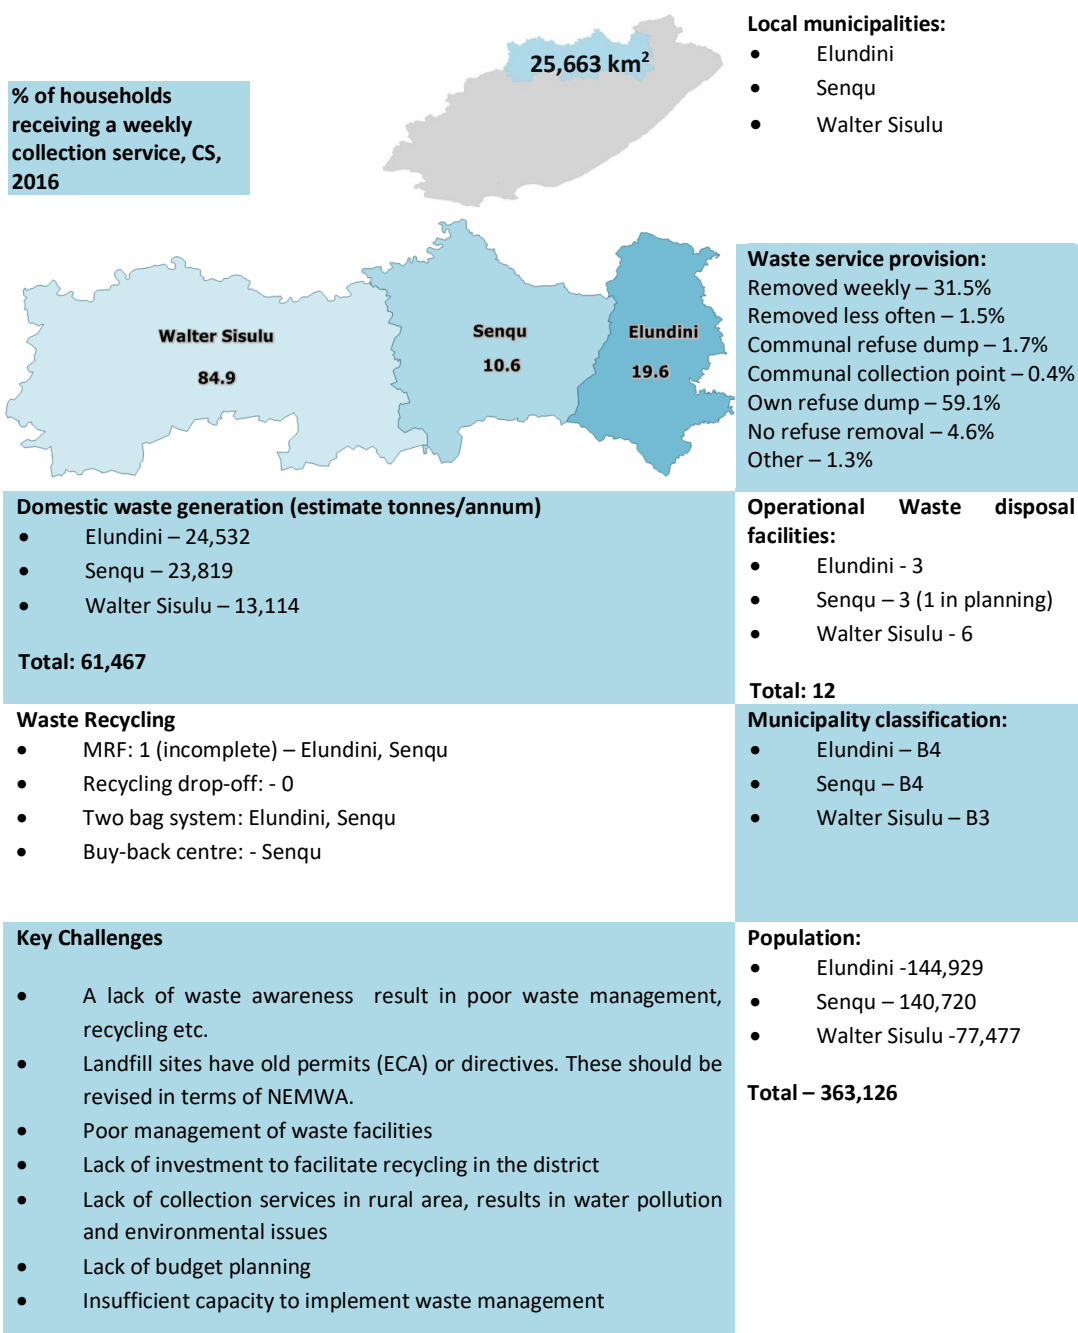 25,663 km²
Local municipalities:
• Elundini
• Senqu
• Walter Sisulu
% of households
receiving a weekly
collection service, CS,
2016
Walter Sisulu
84.9
Senqu
10.6
Elundini
19.6
Waste service provision:
Removed weekly – 31.5%
Removed less often – 1.5%
Communal refuse dump – 1.7%
Communal collection point – 0.4%
Own refuse dump – 59.1%
No refuse removal – 4.6%
Other – 1.3%
Domestic waste generation (estimate tonnes/annum)
• Elundini – 24,532
• Senqu – 23,819
• Walter Sisulu – 13,114
Total: 61,467
Operational Waste disposal
facilities:
• Elundini - 3
• Senqu – 3 (1 in planning)
• Walter Sisulu - 6
Total: 12
Waste Recycling
• MRF: 1 (incomplete) – Elundini, Senqu
• Recycling drop-off: - 0
• Two bag system: Elundini, Senqu
• Buy-back centre: - Senqu
Municipality classification:
• Elundini – B4
• Senqu – B4
• Walter Sisulu – B3
Key Challenges
• A lack of waste awareness result in poor waste management,
recycling etc.
• Landfill sites have old permits (ECA) or directives. These should be
revised in terms of NEMWA.
• Poor management of waste facilities
• Lack of investment to facilitate recycling in the district
• Lack of collection services in rural area, results in water pollution
and environmental issues
• Lack of budget planning
• Insufficient capacity to implement waste management
Population:
• Elundini -144,929
• Senqu – 140,720
• Walter Sisulu -77,477
Total – 363,126